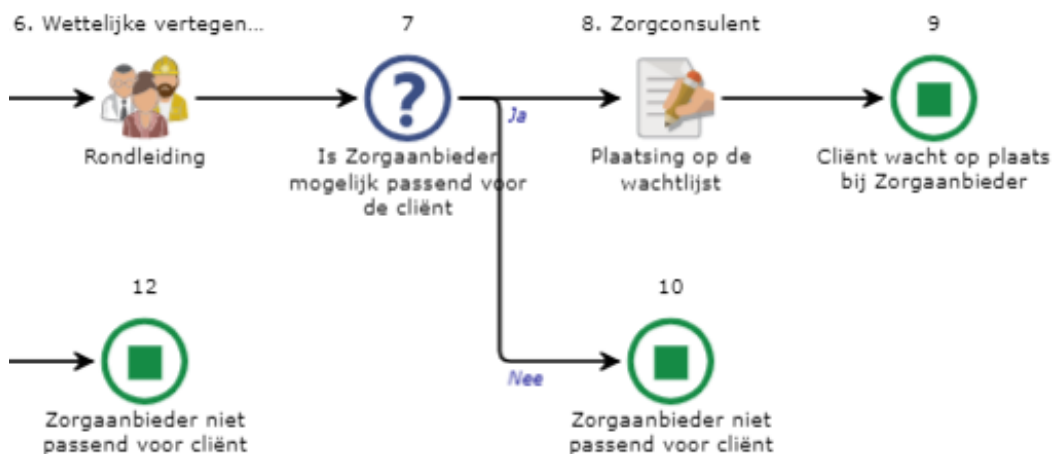 6. Wettelijke vertegen...
7
8. Zorgconsulent
9
Ja
Rondleiding
Is Zorgaanbieder
mogelijk passend voor
de cliënt
Plaatsing op de
wachtlijst
Cliënt wacht op plaats
bij Zorgaanbieder
12
10
Nee
Zorgaanbieder niet
passend voor cliënt
Zorgaanbieder niet
passend voor cliënt